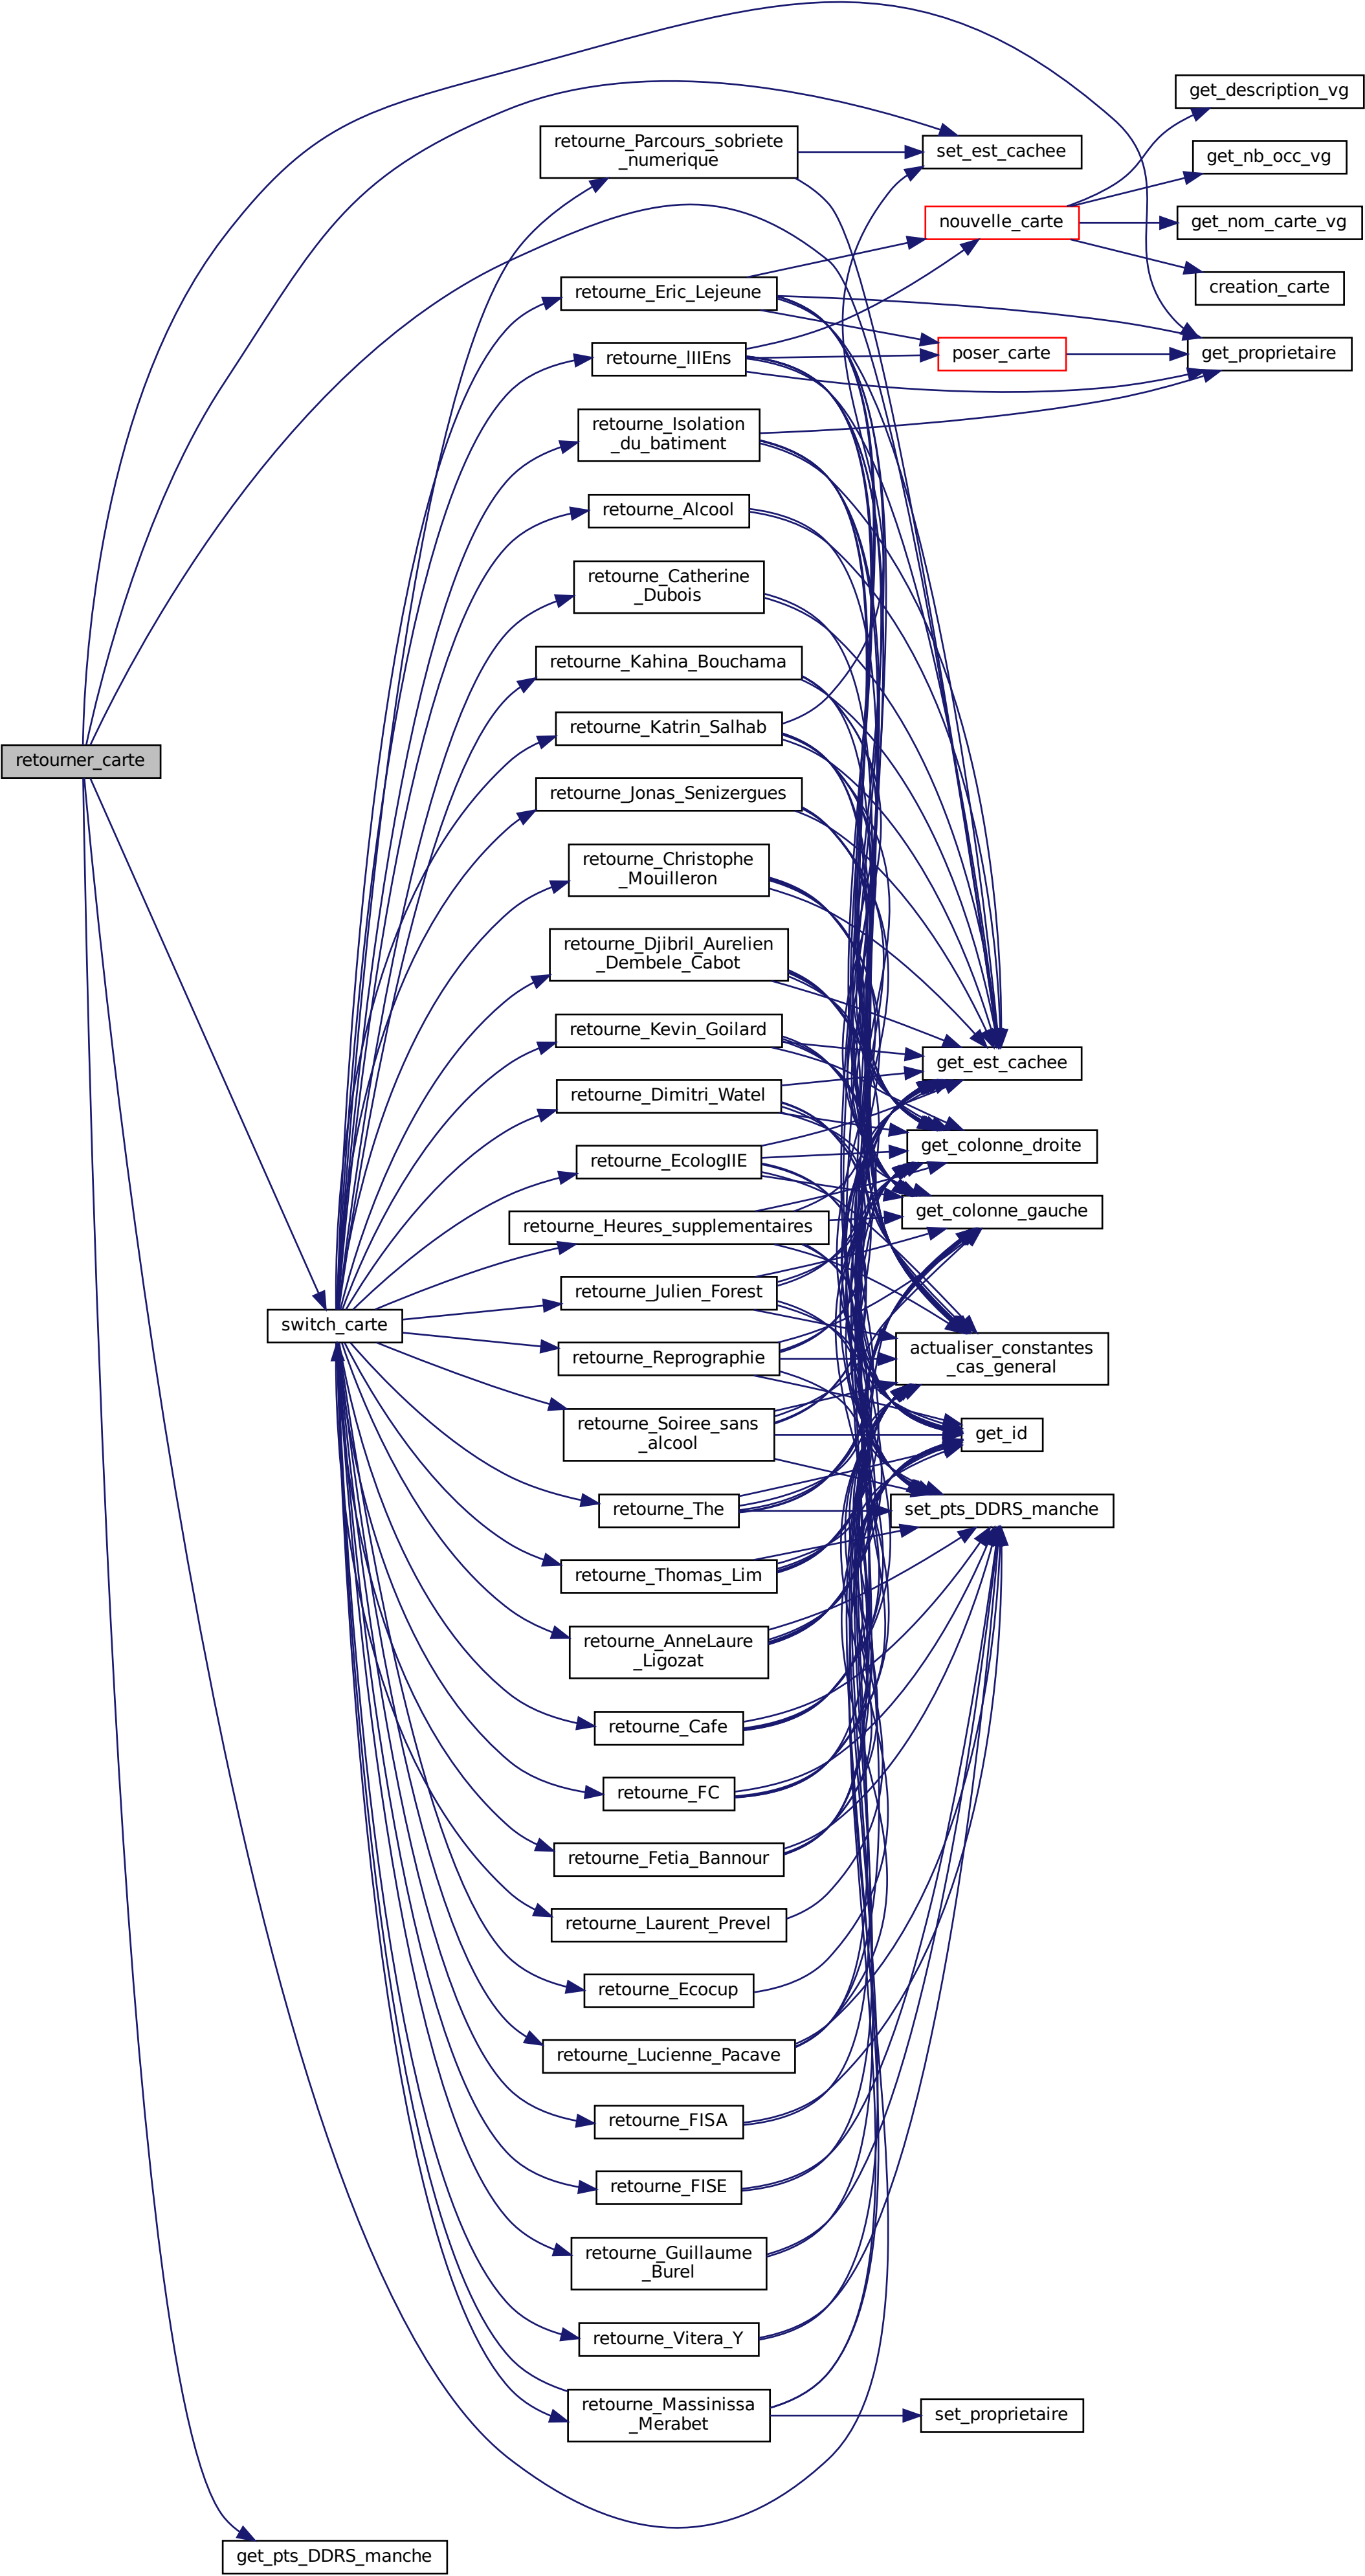 retourner_carte
switch_carte
get_pts_DDRS_manche
retourne_Parcours_sobriete
_numerique
retourne_Eric_Lejeune
retourne_lIIEns
retourne_Isolation
_du_batiment
retourne_Alcool
retourne_Catherine
_Dubois
retourne_Kahina_Bouchama
retourne_Katrin_Salhab
retourne_Jonas_Senizergues
retourne_Christophe
_Mouilleron
retourne_Djibril_Aurelien
_Dembele_Cabot
retourne_Kevin_Goilard
retourne_Dimitri_Watel
retourne_EcologIIE
retourne_Heures_supplementaires
retourne_Julien_Forest
retourne_Reprographie
retourne_Soiree_sans
_alcool
retourne_The
retourne_Thomas_Lim
retourne_AnneLaure
_Ligozat
retourne_Cafe
retourne_FC
retourne_Fetia_Bannour
retourne_Laurent_Prevel
retourne_Ecocup
retourne_Lucienne_Pacave
retourne_FISA
retourne_FISE
retourne_Guillaume
_Burel
retourne_Vitera_Y
retourne_Massinissa
_Merabet
set_est_cachee
nouvelle_carte
poser_carte
get_est_cachee
get_colonne_droite
get_colonne_gauche
actualiser_constantes
_cas_general
get_id
set_pts_DDRS_manche
set_proprietaire
get_description_vg
get_nb_occ_vg
get_nom_carte_vg
creation_carte
get_proprietaire